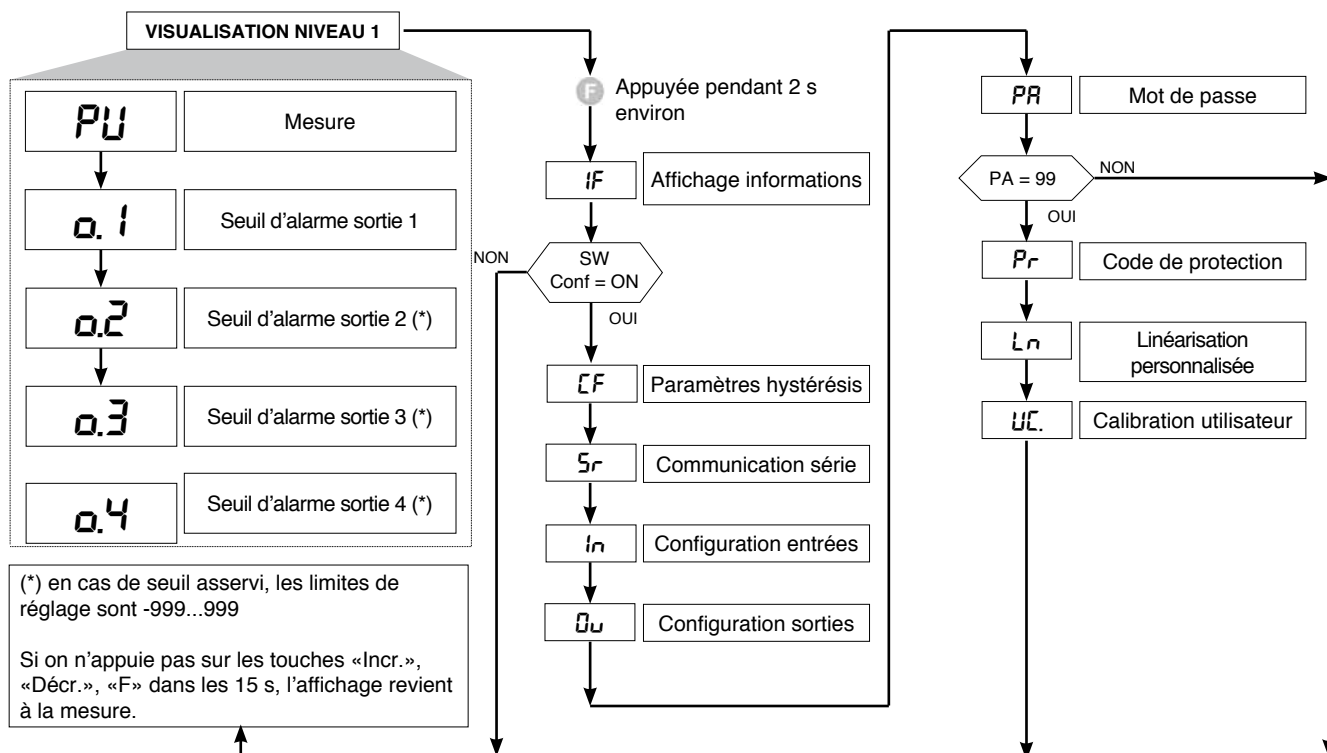 VISUALISATION NIVEAU 1
PV
Mesure
o.1
Seuil d'alarme sortie 1
o.2
Seuil d'alarme sortie 2 (*)
o.3
Seuil d'alarme sortie 3 (*)
o.4
Seuil d'alarme sortie 4 (*)
(*) en cas de seuil asservi, les limites de
réglage sont -999...999
Si on n'appuie pas sur les touches «Incr.»,
«Décr.», «F» dans les 15 s, l'affichage revient
à la mesure.
F
Appuyée pendant 2 s
environ
IF
Affichage informations
SW
Conf = ON
NON
OUI
CF
Paramètres hystérésis
Sr
Communication série
In
Configuration entrées
Ou
Configuration sorties
PA
Mot de passe
PA = 99
NON
OUI
Pr
Code de protection
Ln
Linéarisation
personnalisée
UC.
Calibration utilisateur